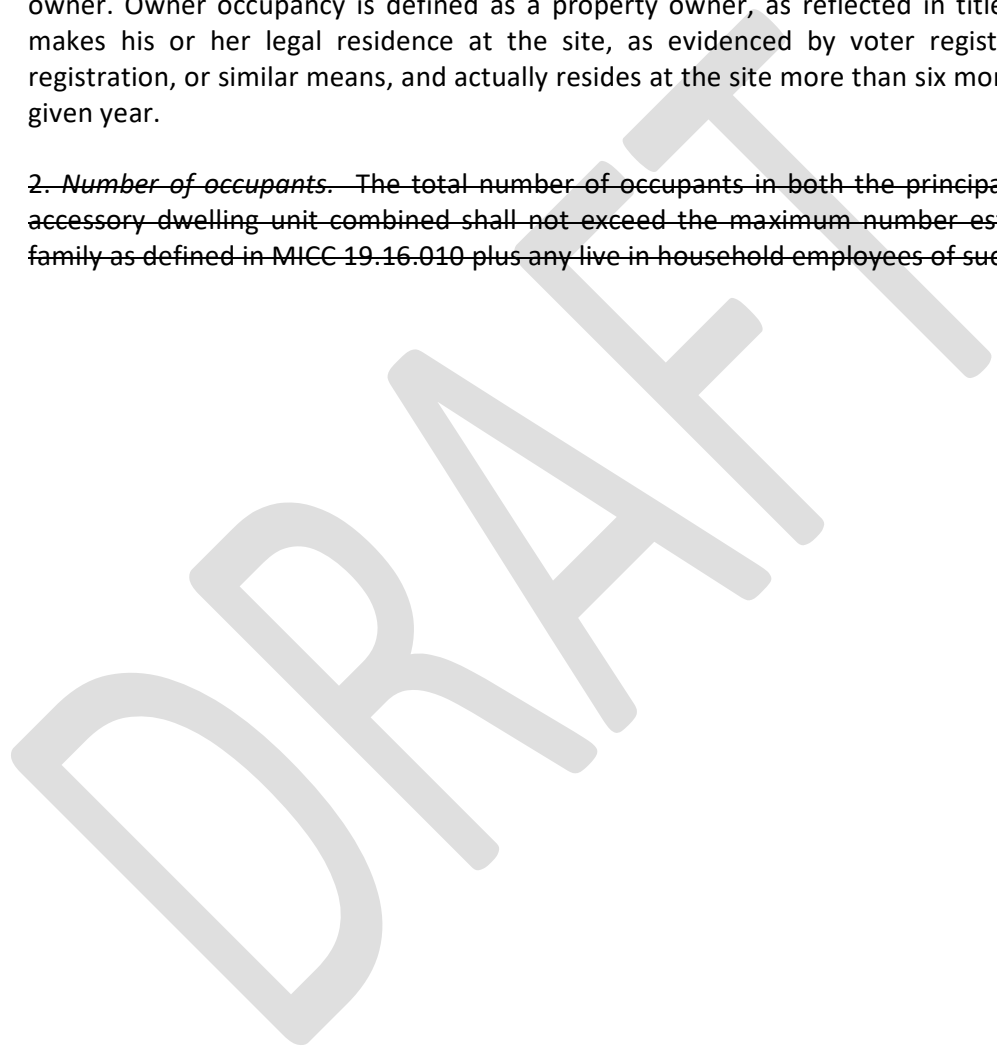 owner. Owner occupancy is defined as a property owner, as reflected in title
makes his or her legal residence at the site, as evidenced by voter regist
registration, or similar means, and actually resides at the site more than six mor
given year.
2. Number of occupants. The total number of occupants in both the principa
accessory dwelling unit combined shall not exceed the maximum number es
family as defined in MICC 19.16.010 plus any live in household employees of suc
DRAFT